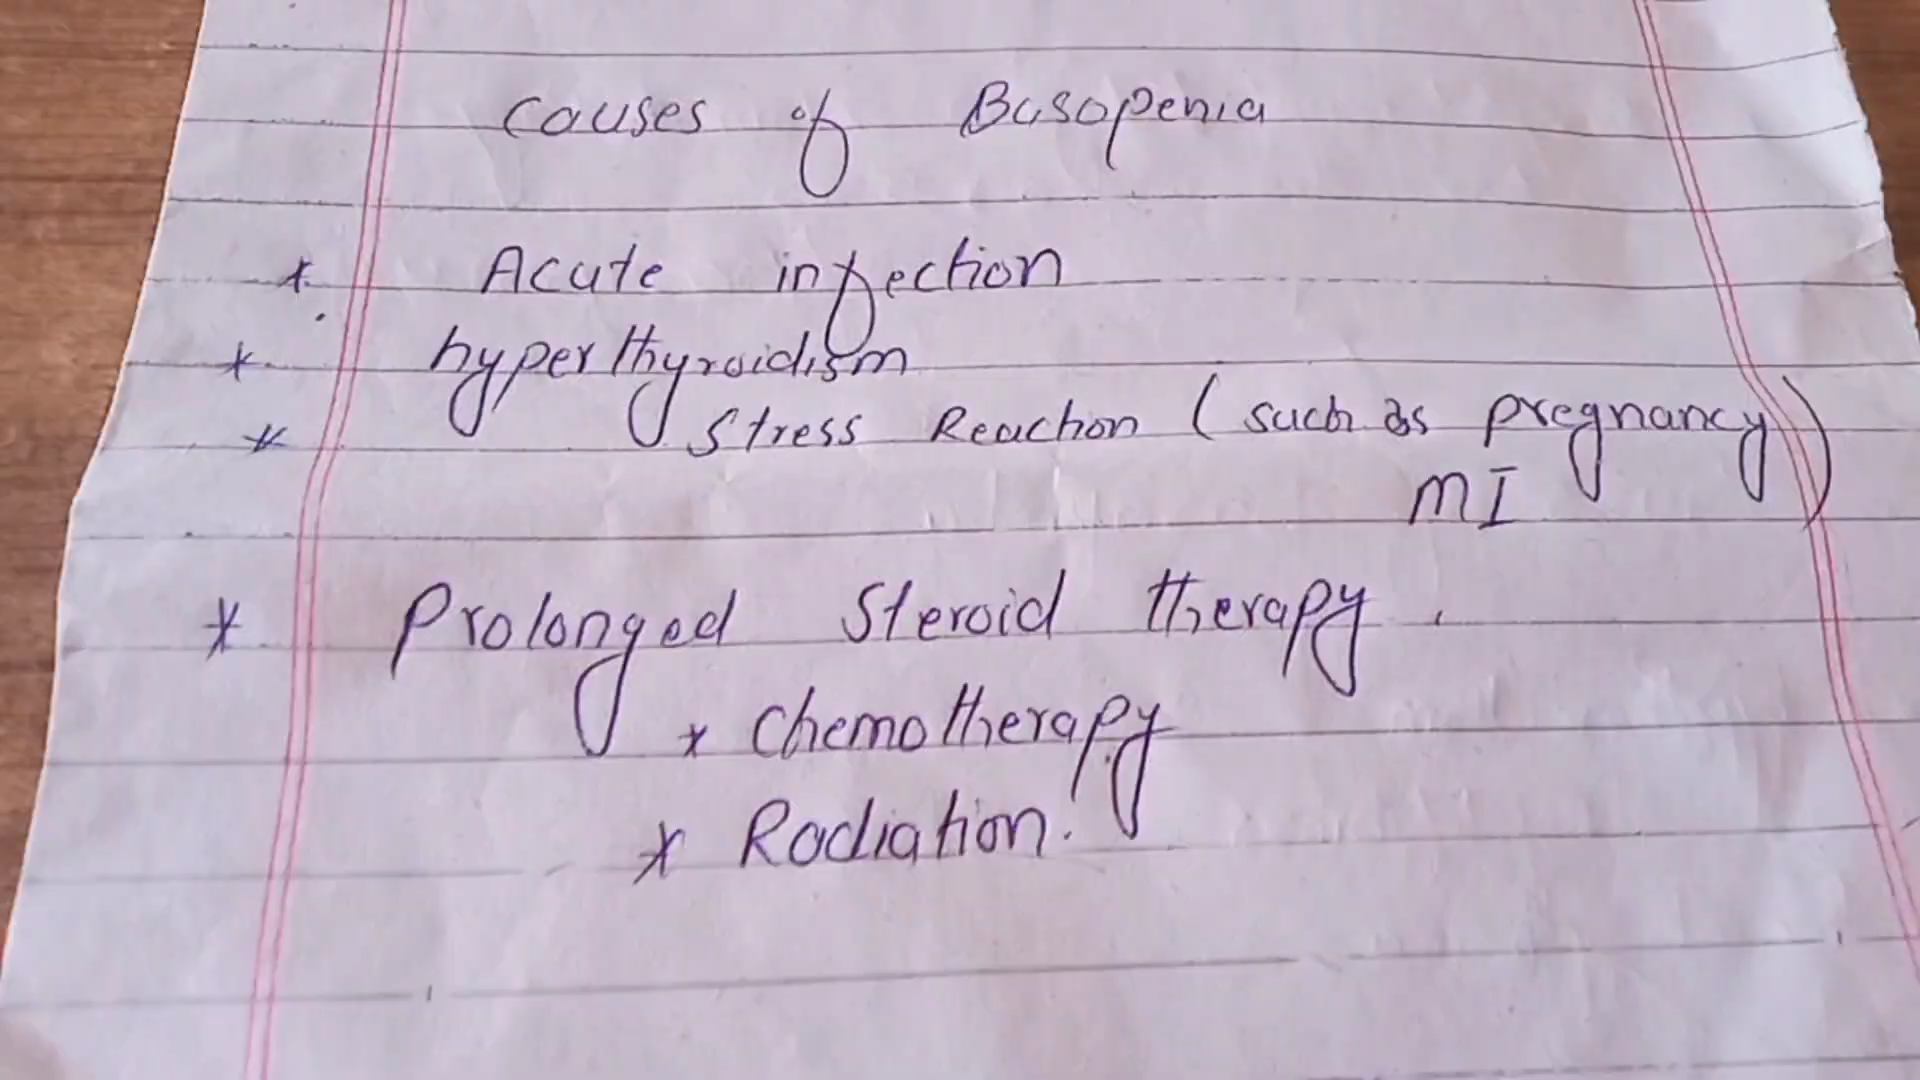 Causes of Basopenia
* Acute infection
* hyperthyroidism
* Stress Reaction (such as pregnancy)
MI
* Prolonged Steroid therapy.
* Chemotherapy
* Radiation.